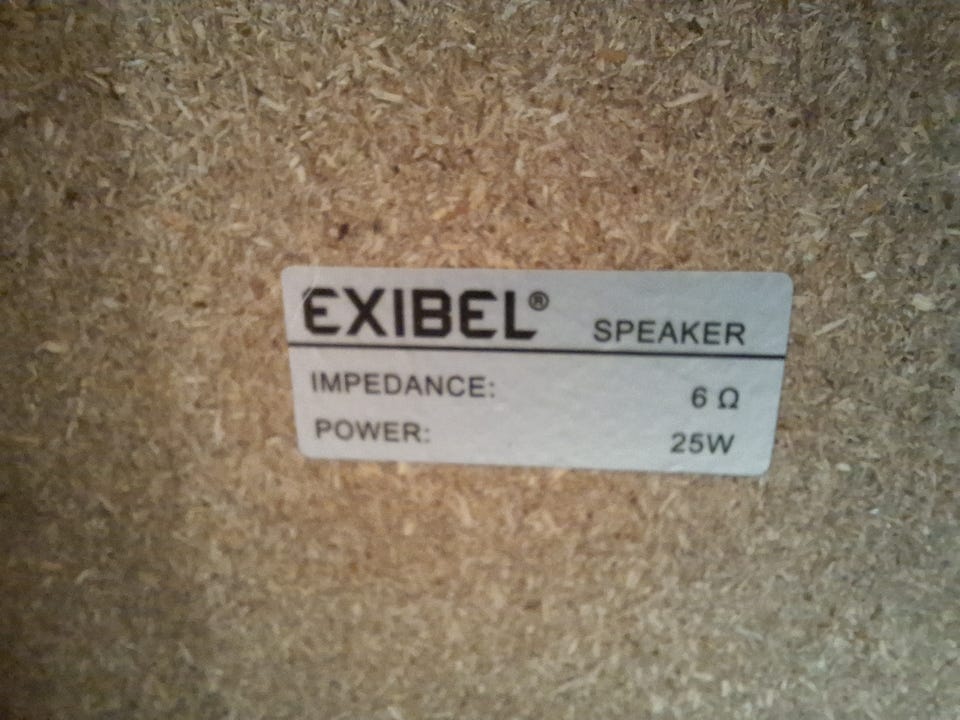 EXIBEL® SPEAKER
IMPEDANCE: 6 Ω
POWER: 25W